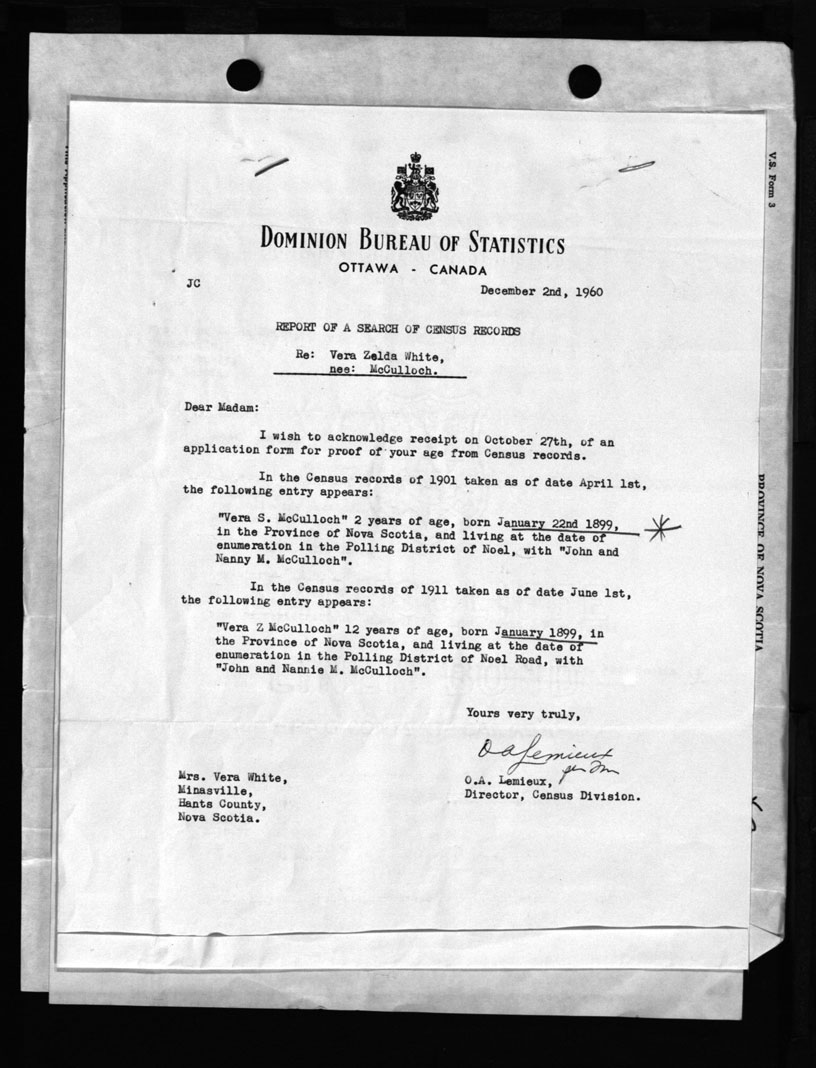 V.S. Form 3
DOMINION BUREAU OF STATISTICS
OTTAWA - CANADA
JC
December 2nd, 1960
REPORT OF A SEARCH OF CENSUS RECORDS
Re: Vera Zelda White,
nee: McCulloch.
Dear Madam:
I wish to acknowledge receipt on October 27th, of an
application form for proof of your age from Census records.
In the Census records of 1901 taken as of date April 1st,
the following entry appears:
"Vera S. McCulloch" 2 years of age, born January 22nd 1899,
in the Province of Nova Scotia, and living at the date of
enumeration in the Polling District of Noel, with "John and
Nanny M. McCulloch".
In the Census records of 1911 taken as of date June 1st,
the following entry appears:
"Vera Z McCulloch" 12 years of age, born January 1899, in
the Province of Nova Scotia, and living at the date of
enumeration in the Polling District of Noel Road, with
"John and Nannie M. McCulloch".
PROVINCE OF NOVA SCOTIA
Yours very truly,
O A Lemieux
O.A. Lemieux,
Director, Census Division.
Mrs. Vera White,
Minasville,
Hants County,
Nova Scotia.